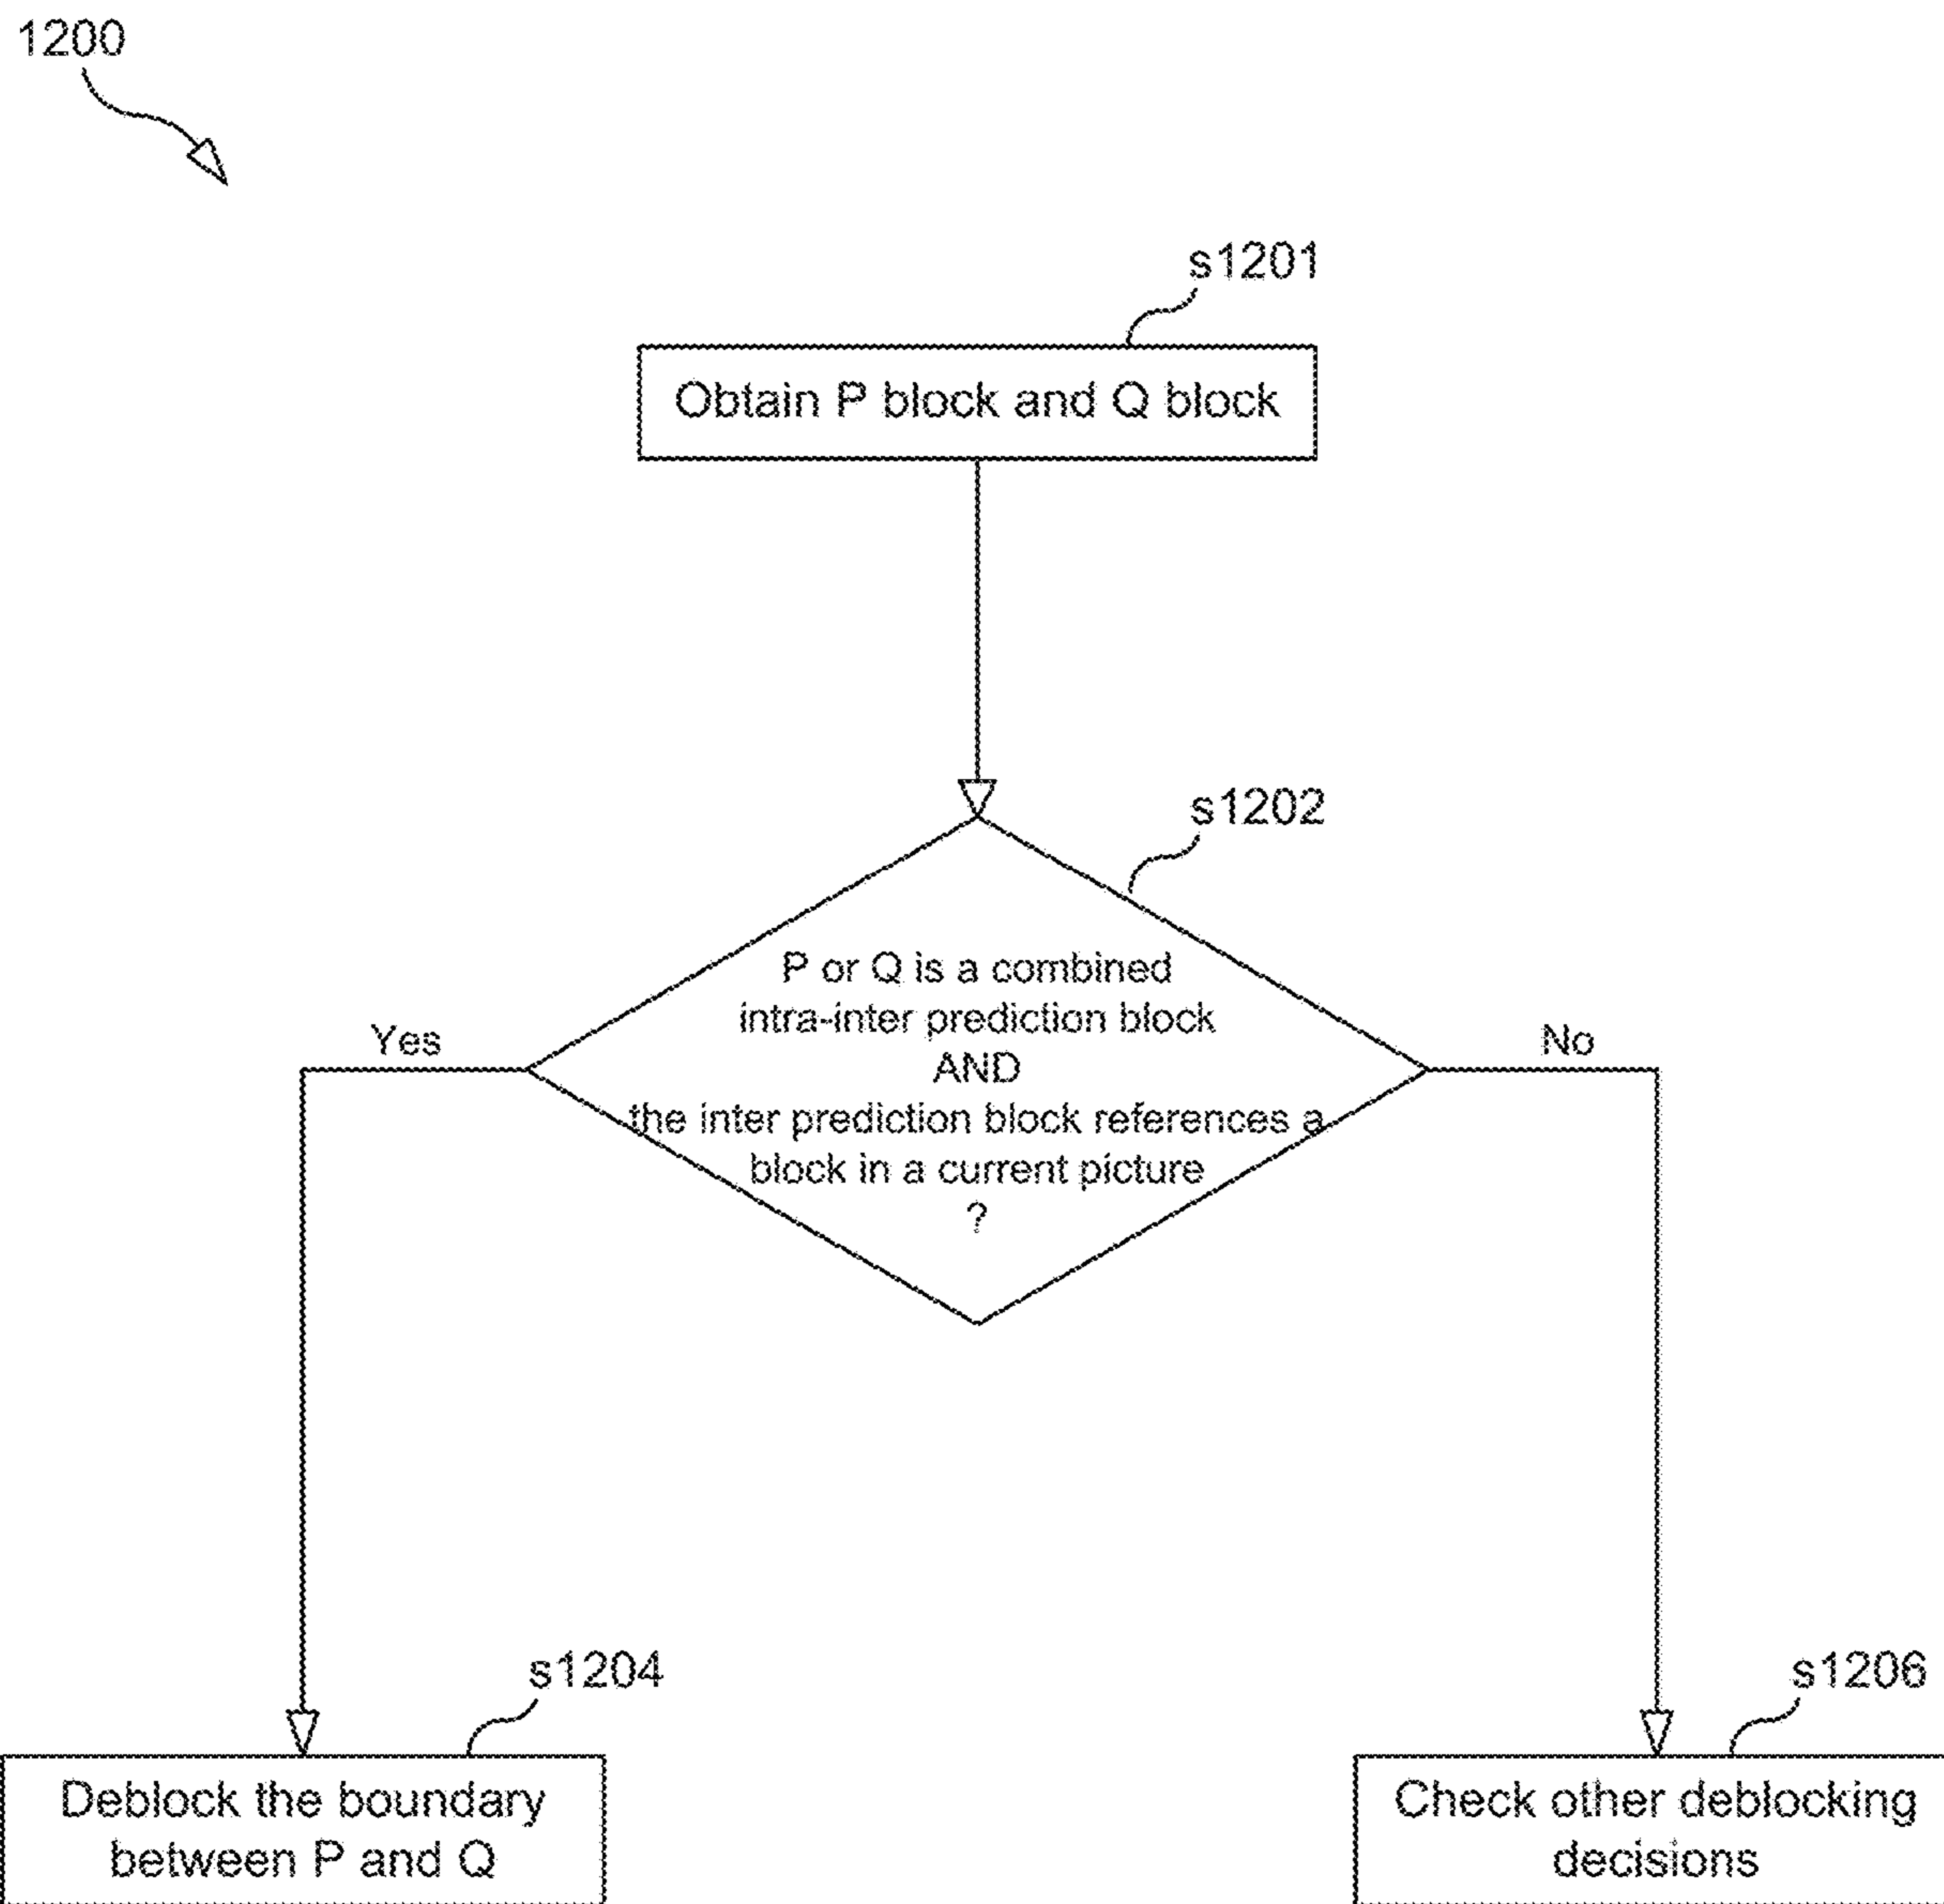 1200
s1201
Obtain P block and Q block
s1202
P or Q is a combined
intra-inter prediction block
AND
the inter prediction block references a
block in a current picture
?
Yes
No
s1204
Deblock the boundary
between P and Q
s1206
Check other deblocking
decisions